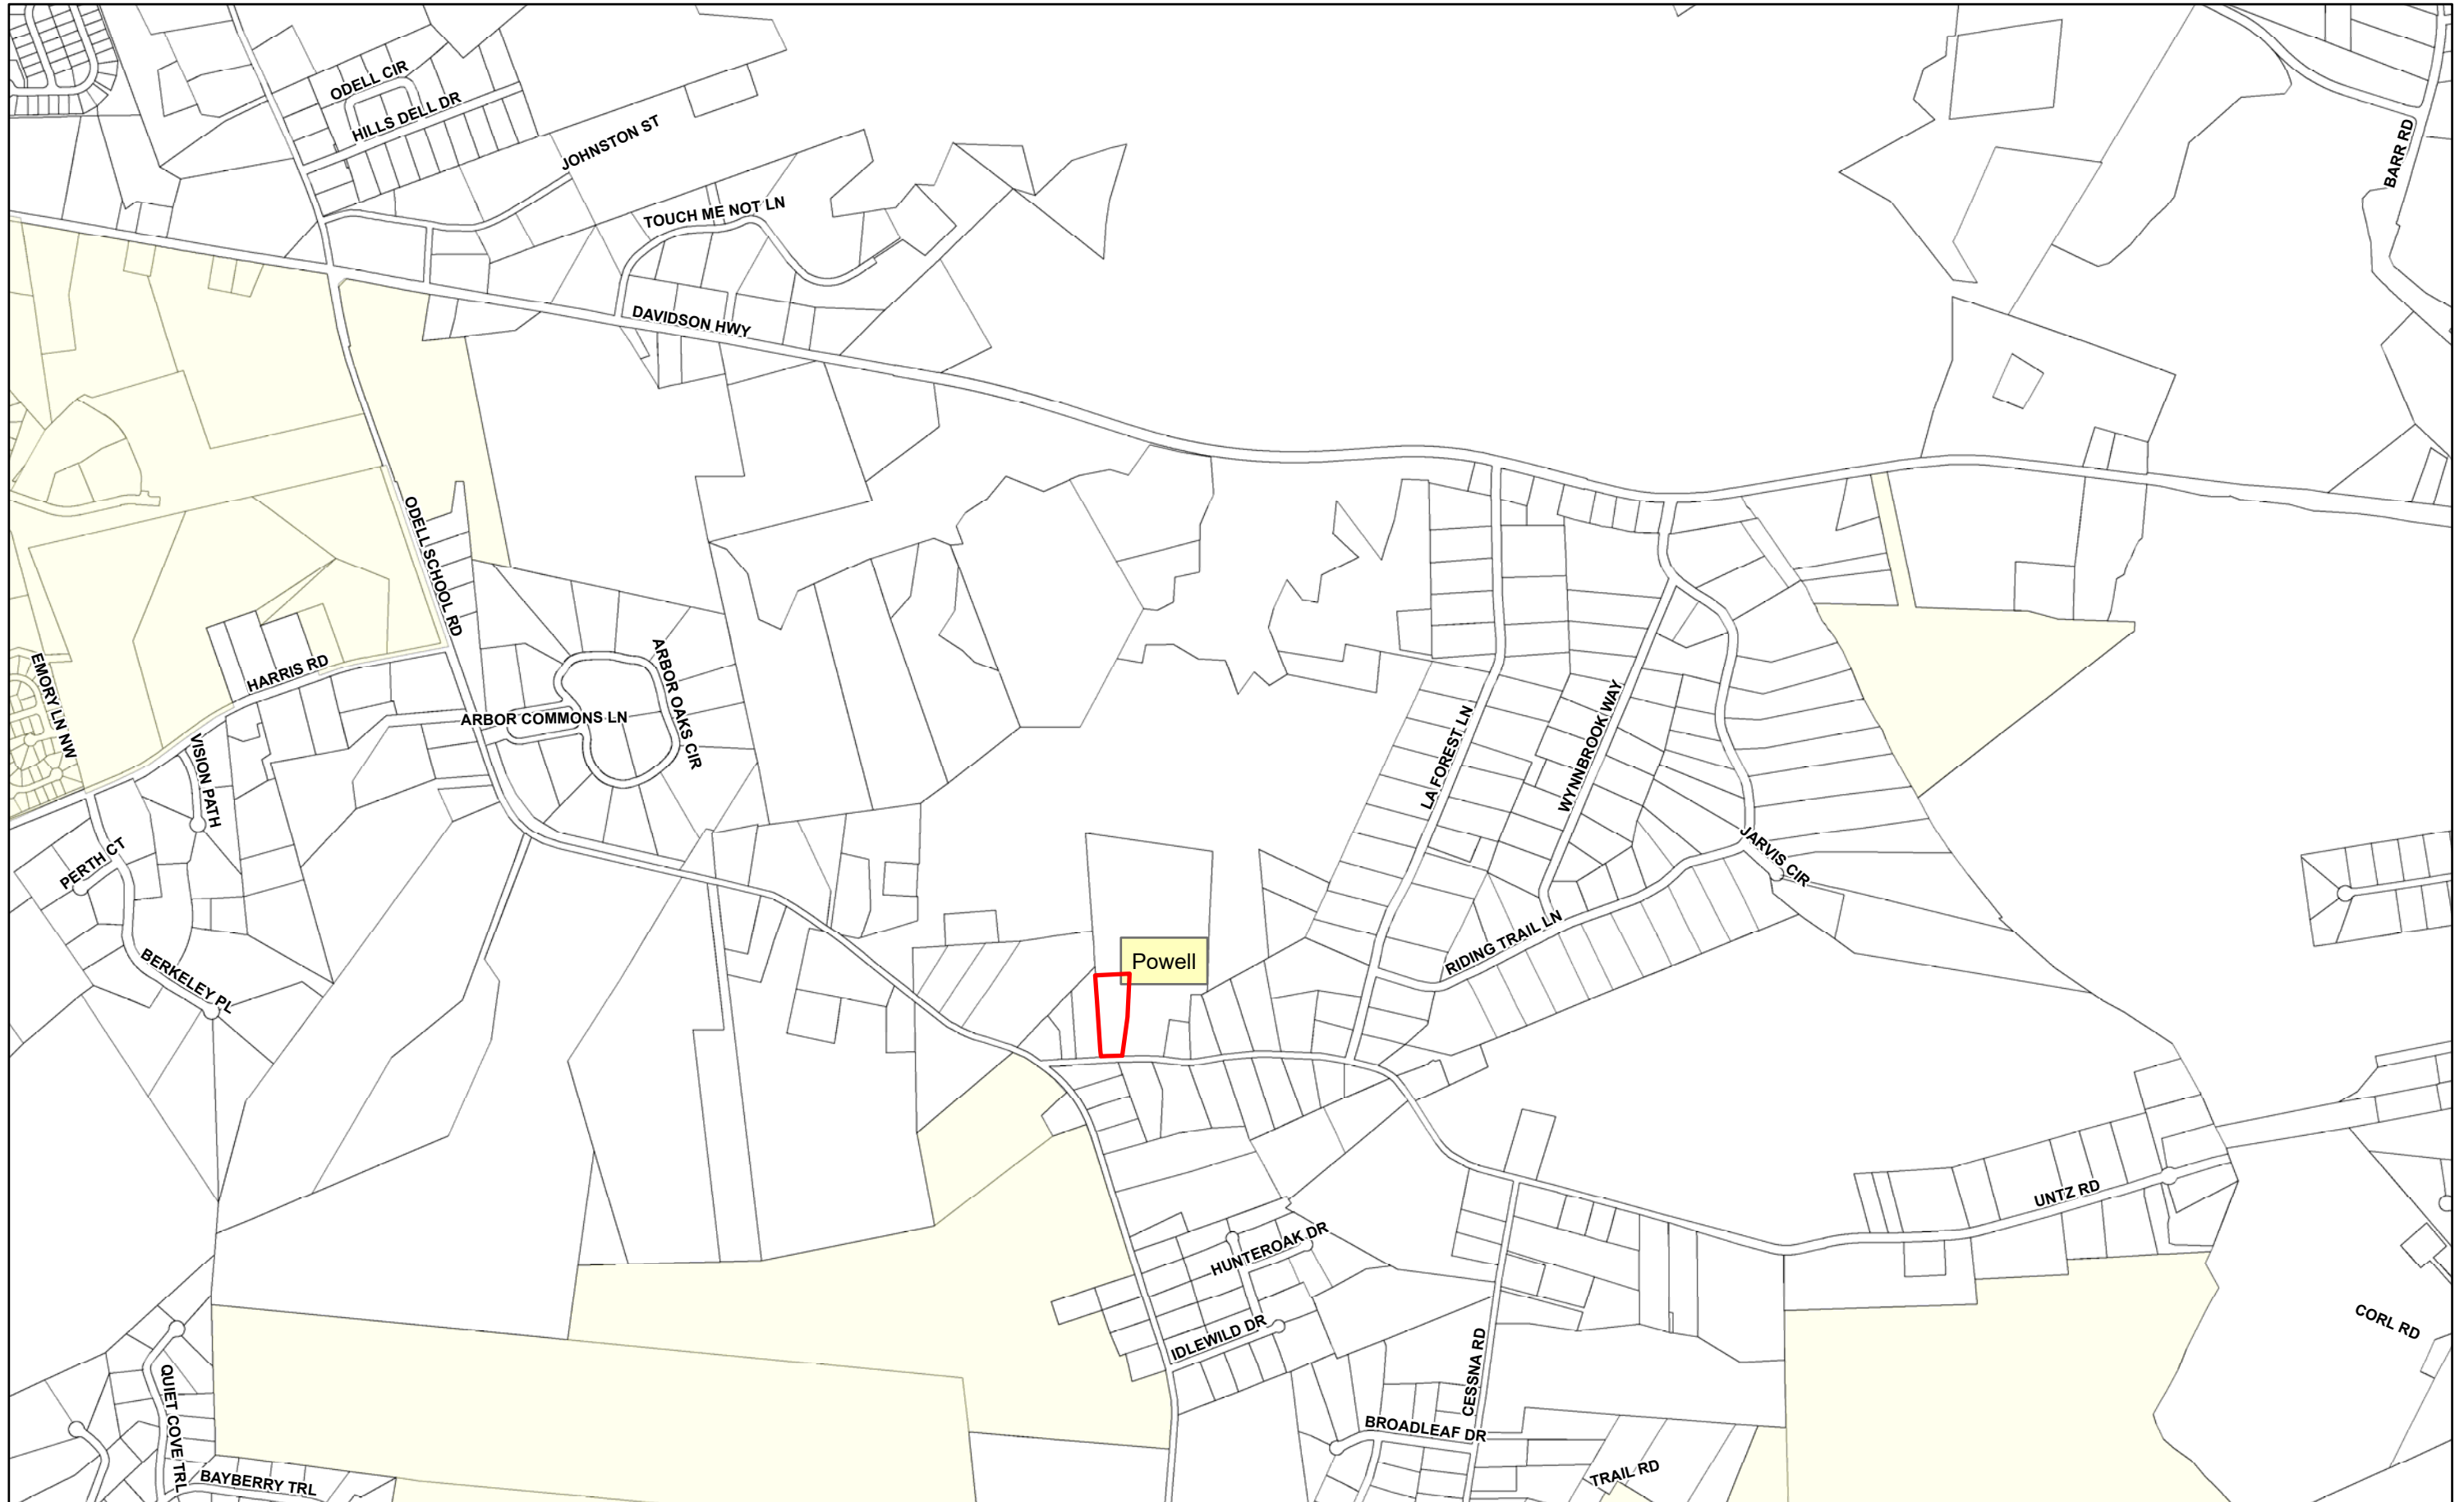 ODELL CIR
HILLS DELL DR
JOHNSTON ST
BARR RD
TOUCH ME NOT LN
DAVIDSON HWY
ODELL SCHOOL RD
HARRIS RD
EMORY LN NW
ARBOR OAKS CIR
ARBOR COMMONS LN
VISION PATH
LA FOREST LN
WYNNBROOK WAY
JARVIS CIR
PERTH CT
BERKELEY PL
RIDING TRAIL LN
Powell
UNTZ RD
HUNTEROAK DR
IDLEWILD DR
CORL RD
CESSNA RD
QUIET COVE TRL
BROADLEAF DR
BAYBERRY TRL
TRAIL RD